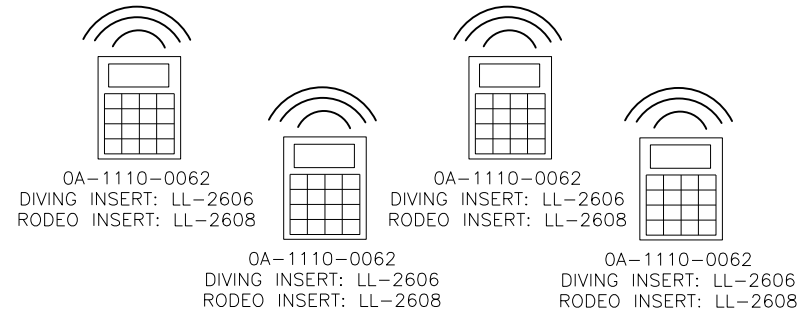 0A-1110-0062
DIVING INSERT: LL-2606
RODEO INSERT: LL-2608
0A-1110-0062
DIVING INSERT: LL-2606
RODEO INSERT: LL-2608
0A-1110-0062
DIVING INSERT: LL-2606
RODEO INSERT: LL-2608
0A-1110-0062
DIVING INSERT: LL-2606
RODEO INSERT: LL-2608